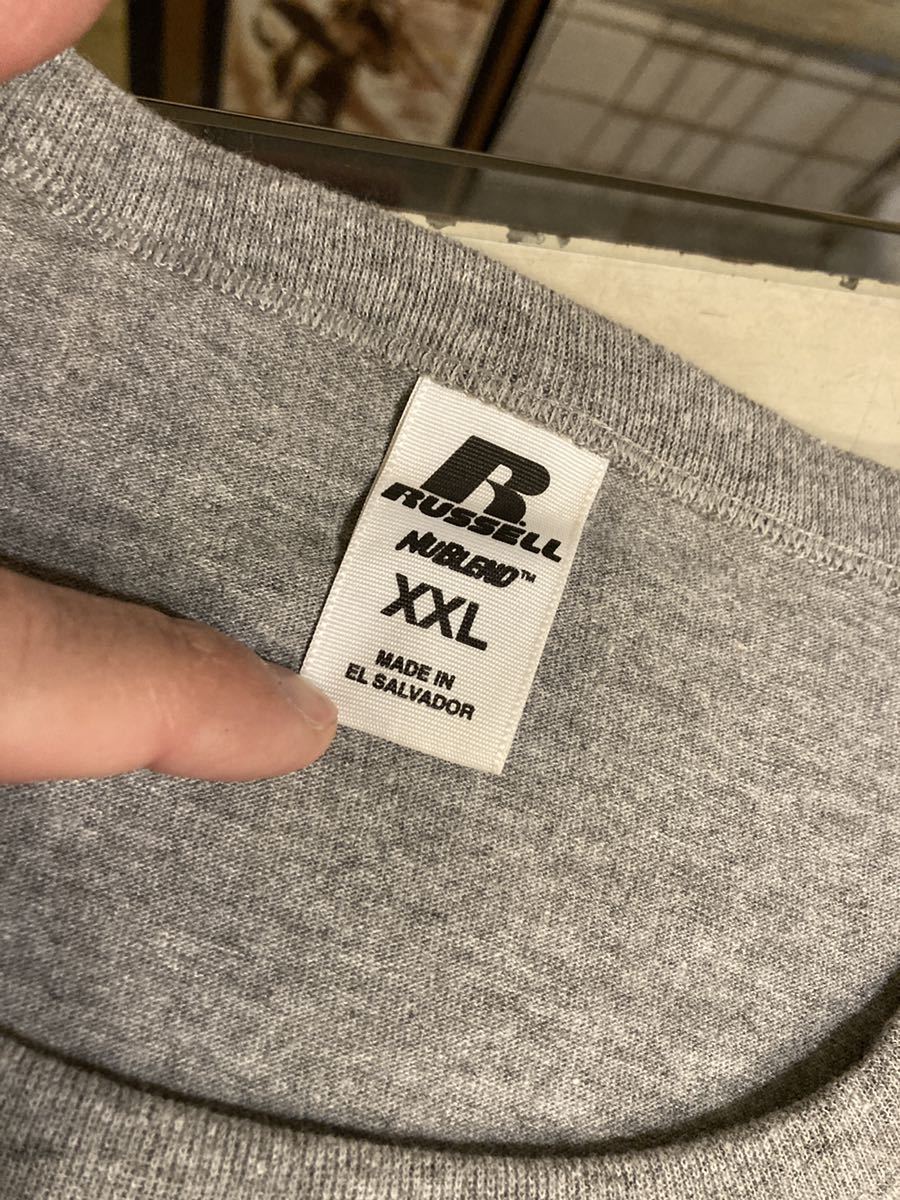 R
RUSSELL
NUBLEND™
XXL
MADE IN
EL SALVADOR